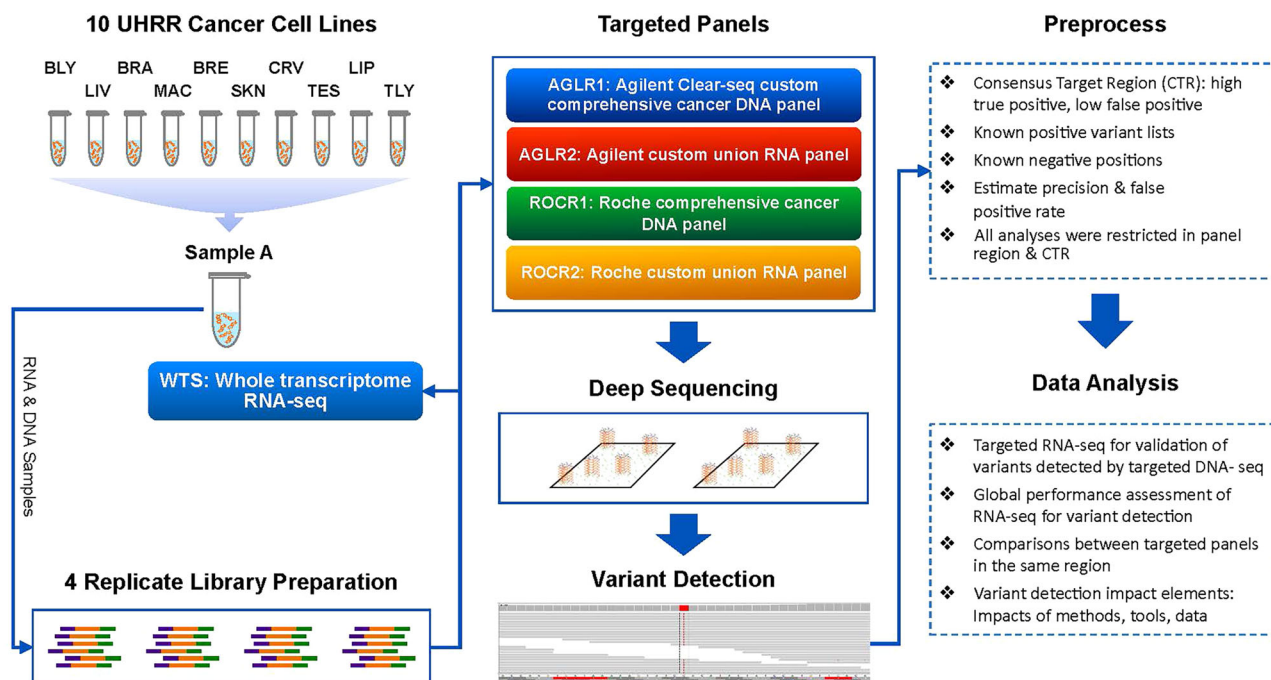 10 UHRR Cancer Cell Lines
BLY BRA BRE CRV LIP
LIV MAC SKN TES TLY
Sample A
WTS: Whole transcriptome
RNA-seq
RNA & DNA Samples
4 Replicate Library Preparation
Targeted Panels
AGLR1: Agilent Clear-seq custom
comprehensive cancer DNA panel
AGLR2: Agilent custom union RNA panel
ROCR1: Roche comprehensive cancer
DNA panel
ROCR2: Roche custom union RNA panel
Deep Sequencing
Variant Detection
Preprocess
❖ Consensus Target Region (CTR): high
true positive, low false positive
❖ Known positive variant lists
❖ Known negative positions
❖ Estimate precision & false
positive rate
❖ All analyses were restricted in panel
region & CTR
Data Analysis
❖ Targeted RNA-seq for validation of
variants detected by targeted DNA- seq
❖ Global performance assessment of
RNA-seq for variant detection
❖ Comparisons between targeted panels
in the same region
❖ Variant detection impact elements:
Impacts of methods, tools, data